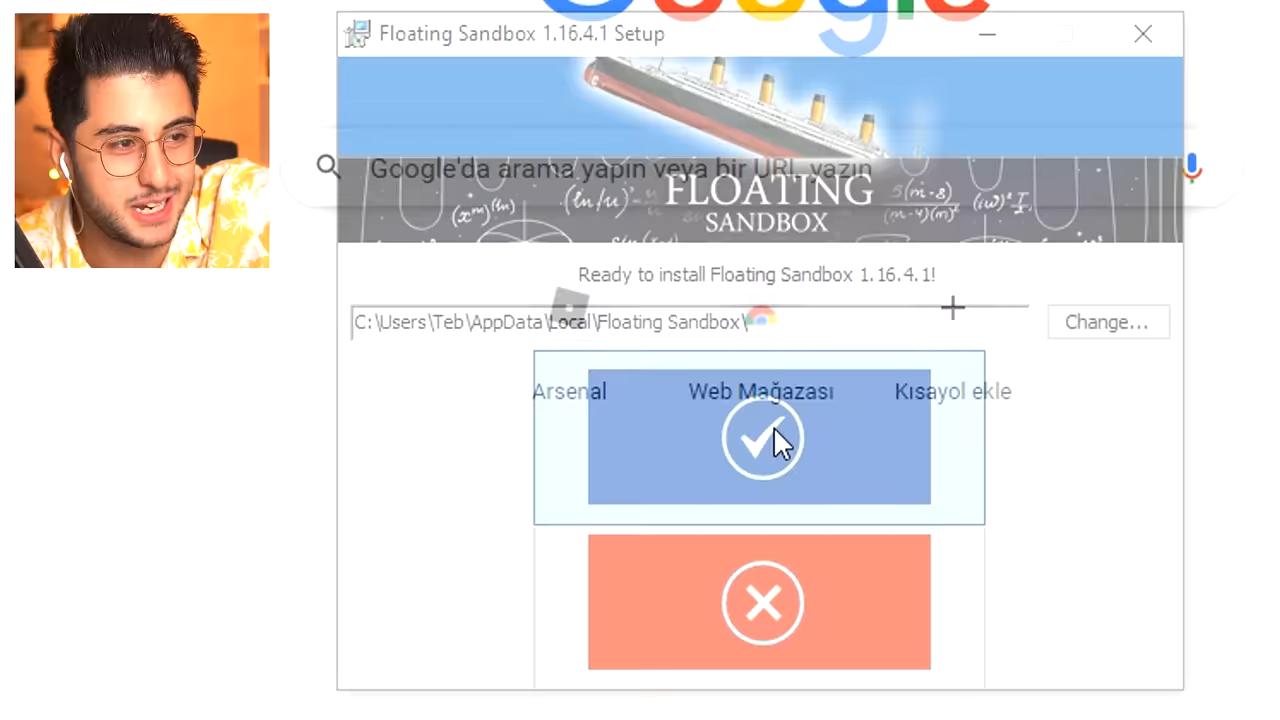 Google
Floating Sandbox 1.16.4.1 Setup
Google'da arama yapın veya bir URL yazın
FLOATING
SANDBOX
Ready to install Floating Sandbox 1.16.4.1!
C:\Users\Teb\AppData\Local\Floating Sandbox\
Change...
Arsenal
Web Mağazası
Kısayol ekle